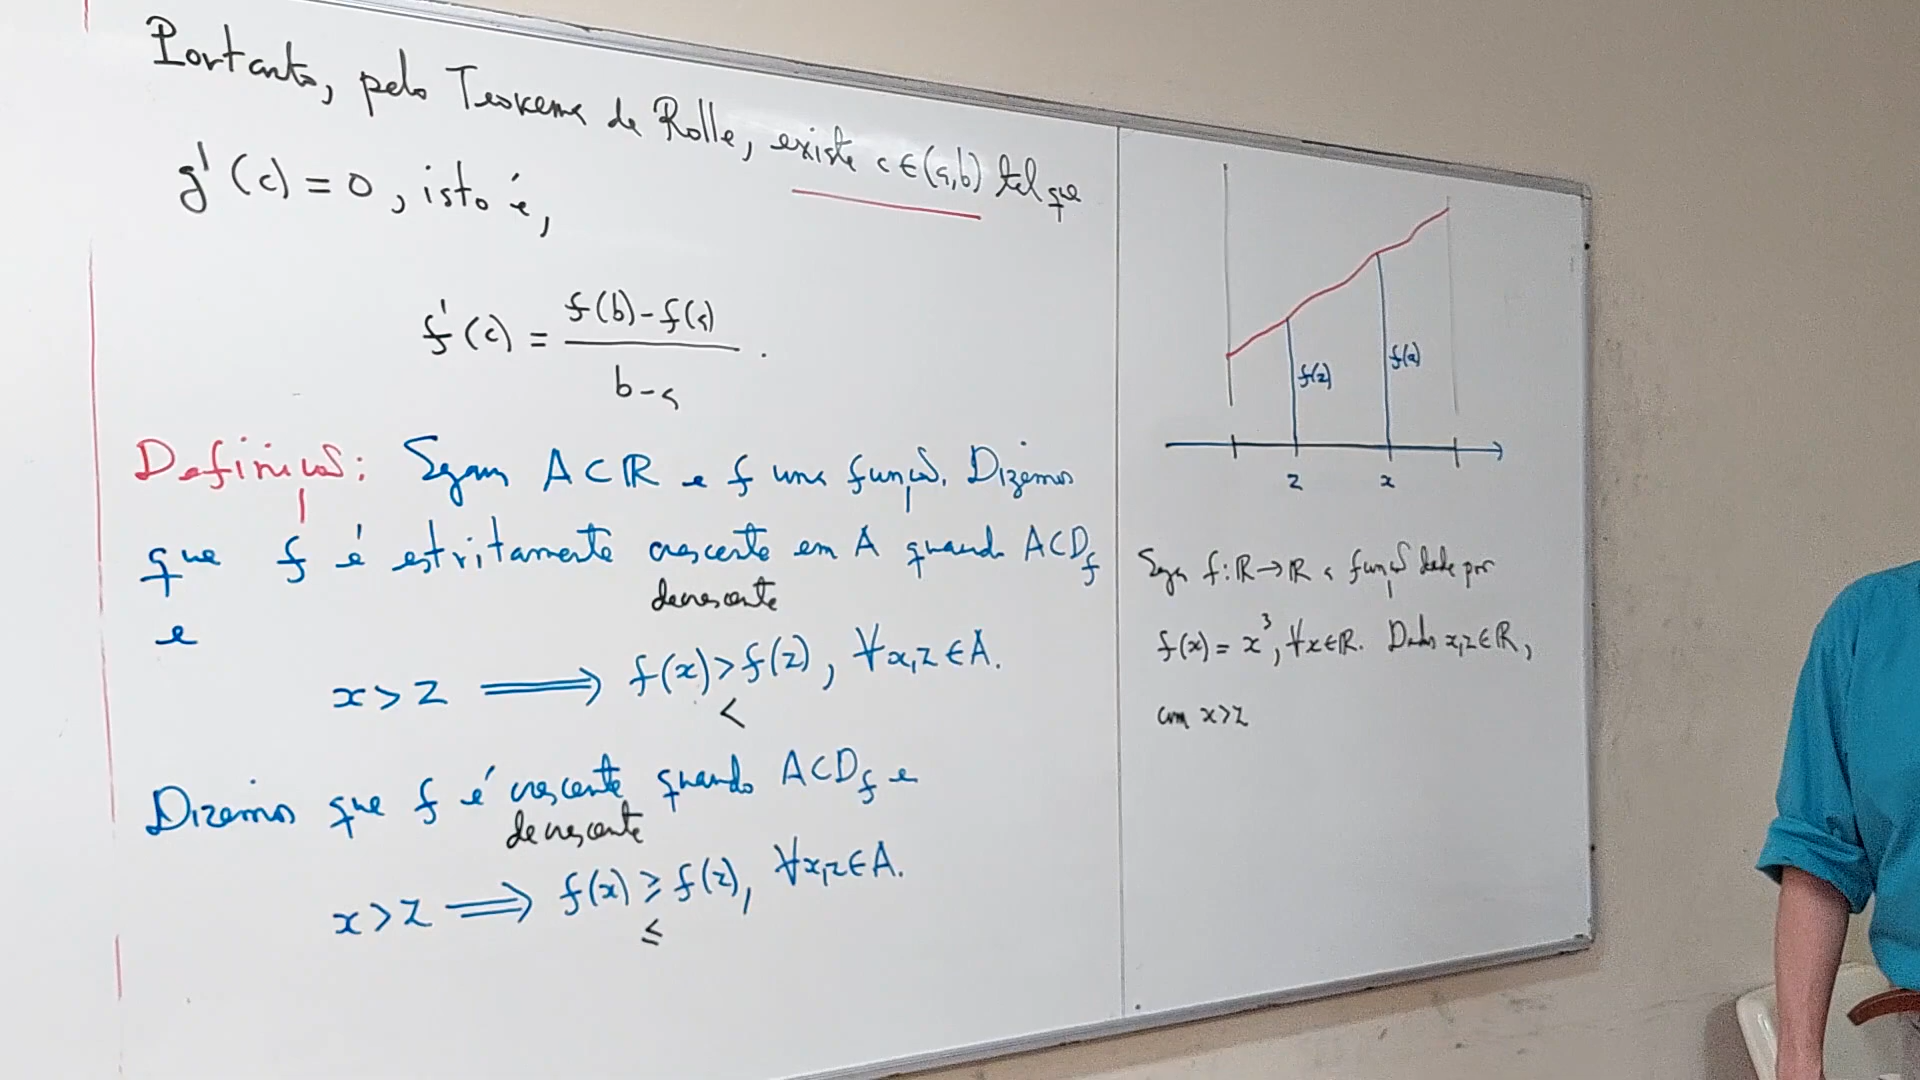 Portanto, pelo Teorema de Rolle, existe c ∈ (a,b) tal que
g'(c) = 0, isto é,
f'(c) = (f(b) - f(a)) / (b - a) .
Definição: Sejam A ⊂ ℝ e f uma função. Dizemos
que f é estritamente crescente em A quando A ⊂ D_f
decrescente
e
x > z ⟹ f(x) > f(z), ∀x,z ∈ A.
<
Dizemos que f é crescente quando A ⊂ D_f e
decrescente
x > z ⟹ f(x) ≥ f(z), ∀x,z ∈ A.
≤
f(z)
f(x)
z x
Seja f: ℝ → ℝ a função dada por
f(x) = x³, ∀x ∈ ℝ. Dados x,z ∈ ℝ,
com x > z